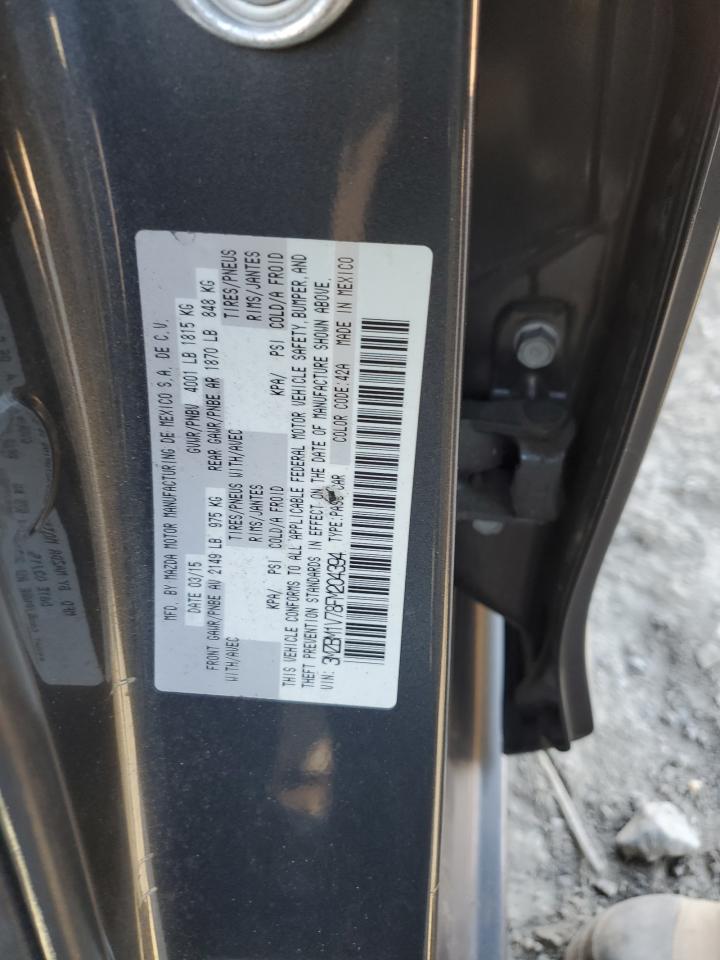 MFD. BY MAZDA MOTOR MANUFACTURING DE MEXICO S.A. DE C.V.
DATE 03/15 GVWR/PNBV 4001 LB 1815 KG
FRONT GAWR/PNBE AV 2149 LB 975 KG REAR GAWR/PNBE AR 1870 LB 848 KG
WITH/AVEC TIRES/PNEUS WITH/AVEC TIRES/PNEUS
RIMS/JANTES RIMS/JANTES
KPA/ PSI COLD/A FROID KPA/ PSI COLD/A FROID
THIS VEHICLE CONFORMS TO ALL APPLICABLE FEDERAL MOTOR VEHICLE SAFETY, BUMPER, AND
THEFT PREVENTION STANDARDS IN EFFECT ON THE DATE OF MANUFACTURE SHOWN ABOVE.
VIN: 3MZBM1V78FM204394 TYPE:PASS CAR COLOR CODE:42A MADE IN MEXICO